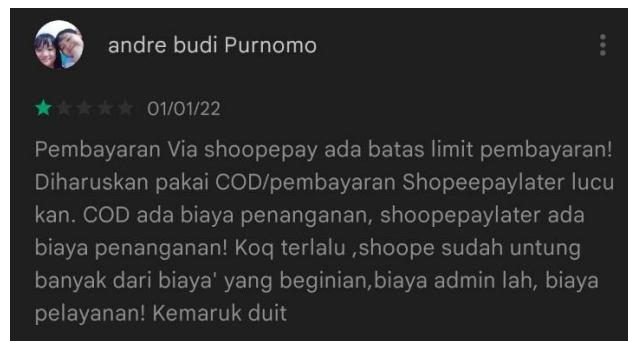 andre budi Purnomo
01/01/22
Pembayaran Via shoopepay ada batas limit pembayaran!
Diharuskan pakai COD/pembayaran Shopeepaylater lucu
kan. COD ada biaya penanganan, shoopepaylater ada
biaya penanganan! Koq terlalu ,shoope sudah untung
banyak dari biaya' yang beginian,biaya admin lah, biaya
pelayanan! Kemaruk duit